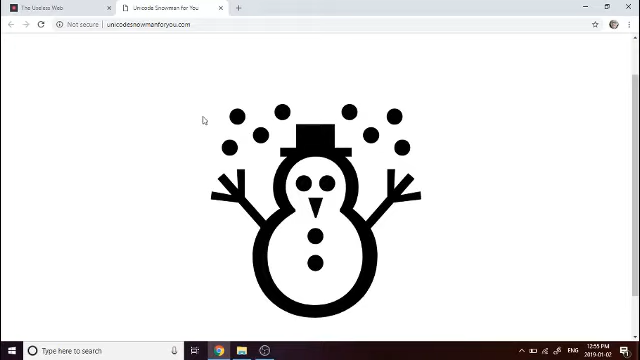 The Useless Web
Unicode Snowman for You
Not secure | unicodesnowmanforyou.com
Type here to search
ENG
12:55 PM
2019-01-02